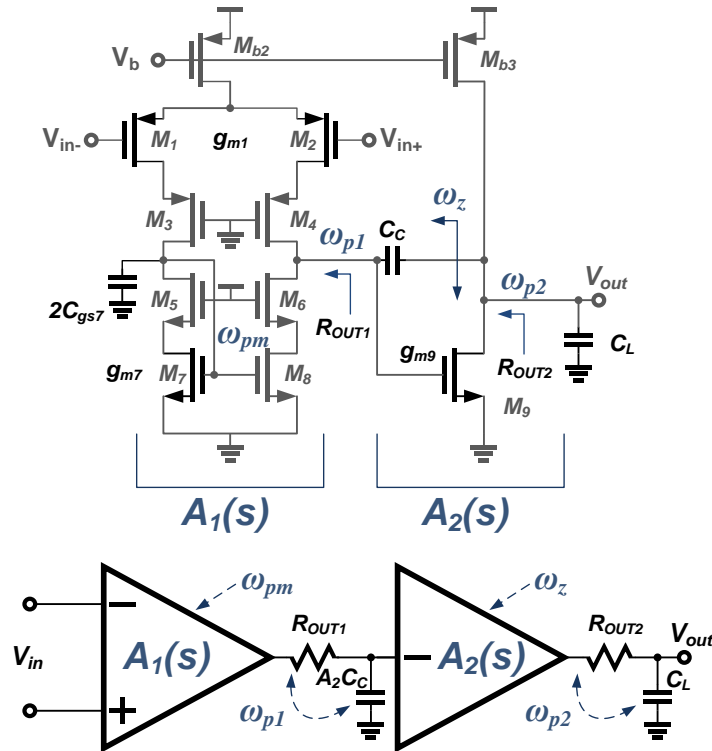 V_b
M_b2
M_b3
V_in-
M_1
g_m1
M_2
V_in+
M_3
M_4
ω_p1
C_C
ω_z
2C_gs7
M_5
M_6
ω_pm
R_OUT1
ω_p2
V_out
g_m7
M_7
M_8
g_m9
M_9
R_OUT2
C_L
A_1(s)
A_2(s)
ω_pm
ω_z
V_in
A_1(s)
R_OUT1
A_2C_C
ω_p1
A_2(s)
R_OUT2
V_out
C_L
ω_p2